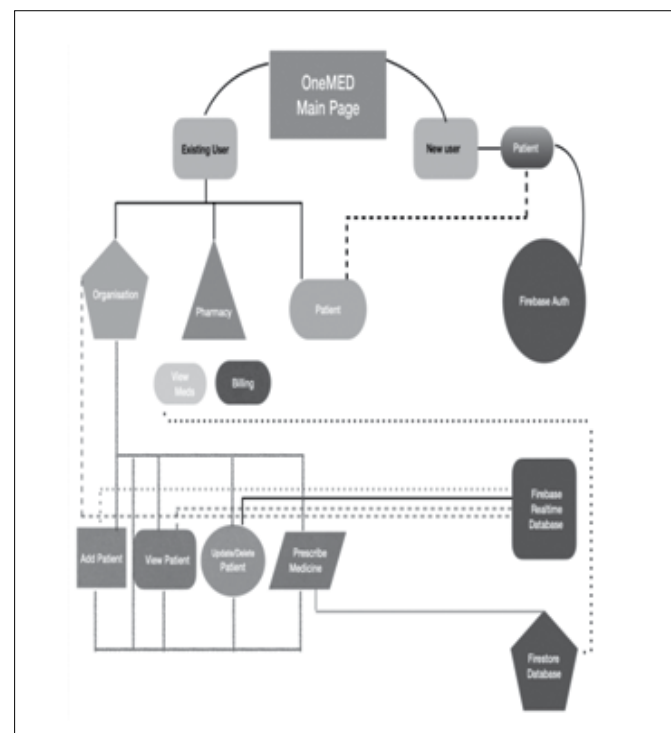 OneMED
Main Page
Existing User
New user
Patient
Organisation
Pharmacy
Patient
Firebase Auth
View
Meds
Billing
Firebase
Realtime
Database
Add Patient
View Patient
Update/Delete
Patient
Prescribe
Medicine
Firestore
Database